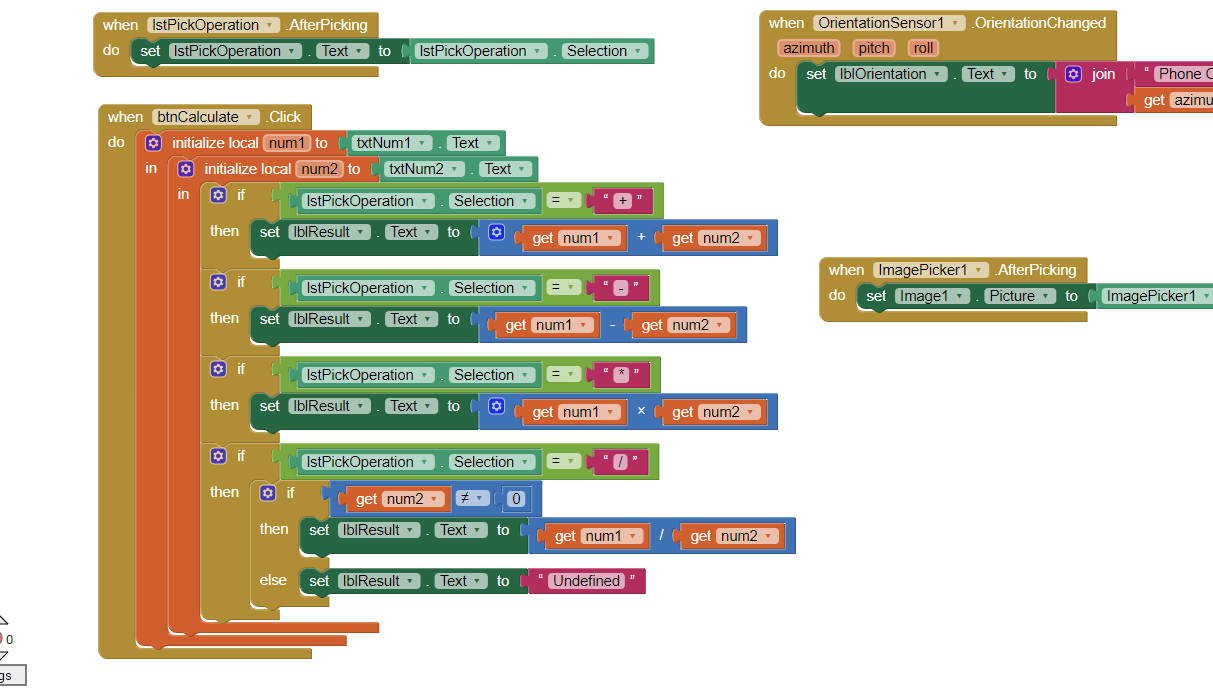 when lstPickOperation .AfterPicking
do set lstPickOperation . Text to lstPickOperation . Selection
when btnCalculate .Click
do initialize local num1 to txtNum1 . Text
in initialize local num2 to txtNum2 . Text
in if lstPickOperation . Selection = " + "
then set lblResult . Text to get num1 + get num2
if lstPickOperation . Selection = " - "
then set lblResult . Text to get num1 - get num2
if lstPickOperation . Selection = " * "
then set lblResult . Text to get num1 × get num2
if lstPickOperation . Selection = " / "
then if get num2 ≠ 0
then set lblResult . Text to get num1 / get num2
else set lblResult . Text to " Undefined "
when OrientationSensor1 .OrientationChanged
azimuth pitch roll
do set lblOrientation . Text to join " Phone
get
when ImagePicker1 .AfterPicking
do set Image1 . Picture to ImagePicker1
0